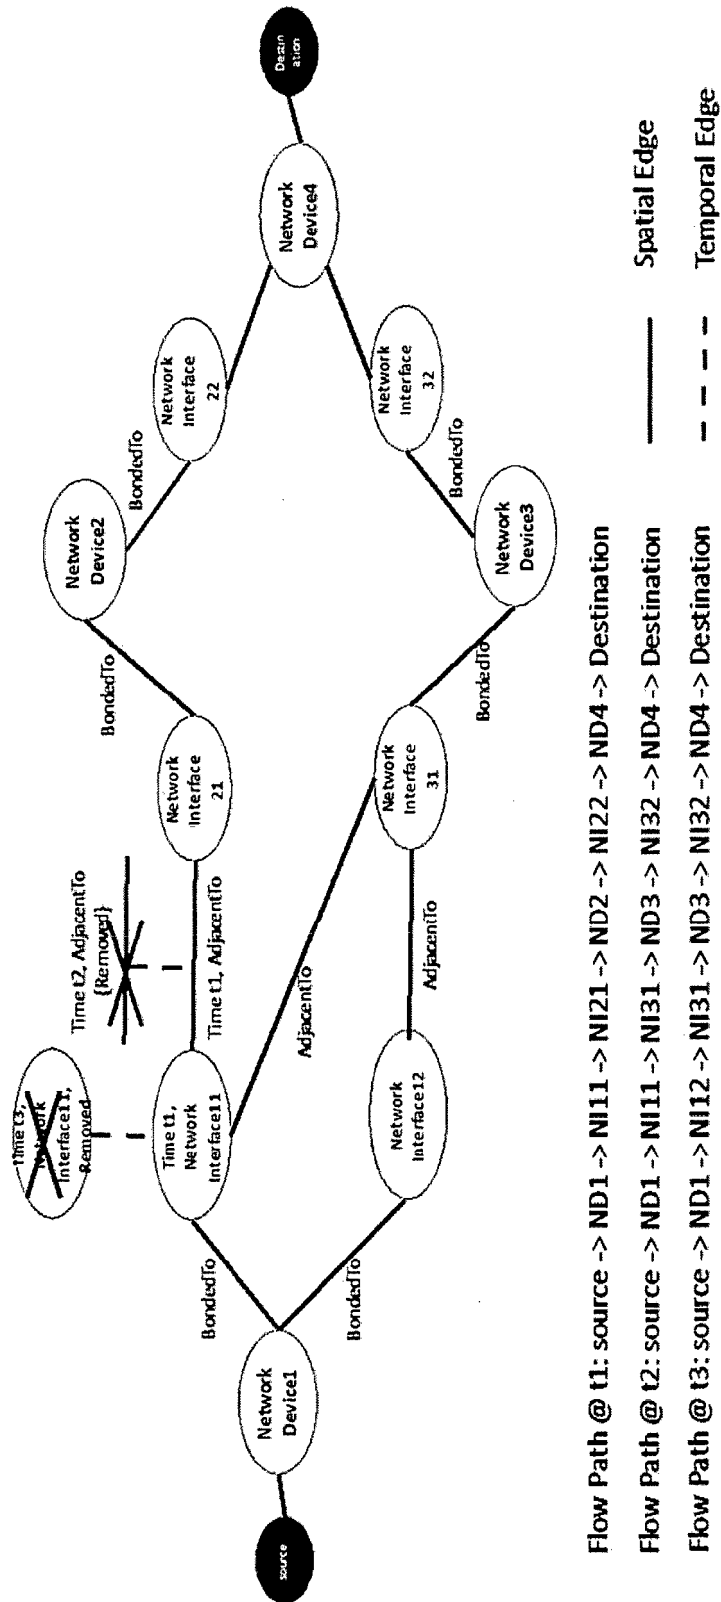 source
Network
Device1
BondedTo
BondedTo
Time t3,
Network
Interface11,
Removed
Time t1,
Network
Interface11
Network
Interface12
Time t2, AdjacentTo
{Removed}
Time t1, AdjacentTo
AdjacentTo
AdjacentTo
Network
Interface
21
Network
Interface
31
BondedTo
BondedTo
Network
Device2
Network
Device3
BondedTo
BondedTo
Network
Interface
22
Network
Interface
32
Network
Device4
Destin
ation
Flow Path @ t1: source -> ND1 -> NI11 -> NI21 -> ND2 -> NI22 -> ND4 -> Destination
Flow Path @ t2: source -> ND1 -> NI11 -> NI31 -> ND3 -> NI32 -> ND4 -> Destination
Flow Path @ t3: source -> ND1 -> NI12 -> NI31 -> ND3 -> NI32 -> ND4 -> Destination
Spatial Edge
Temporal Edge